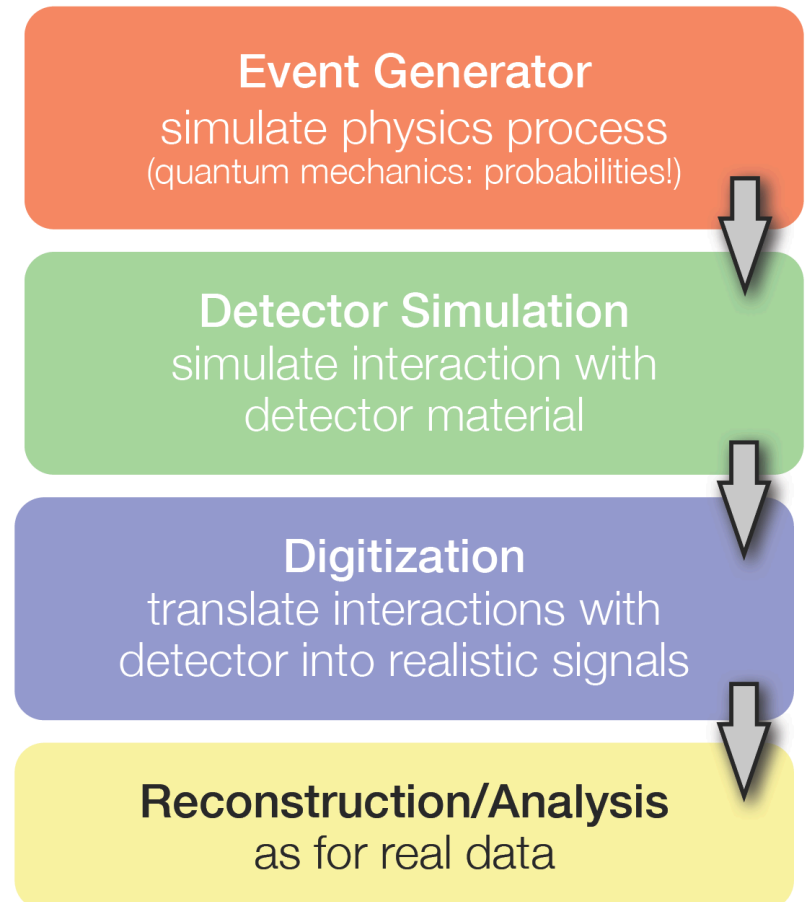 Event Generator
simulate physics process
(quantum mechanics: probabilities!)
Detector Simulation
simulate interaction with
detector material
Digitization
translate interactions with
detector into realistic signals
Reconstruction/Analysis
as for real data